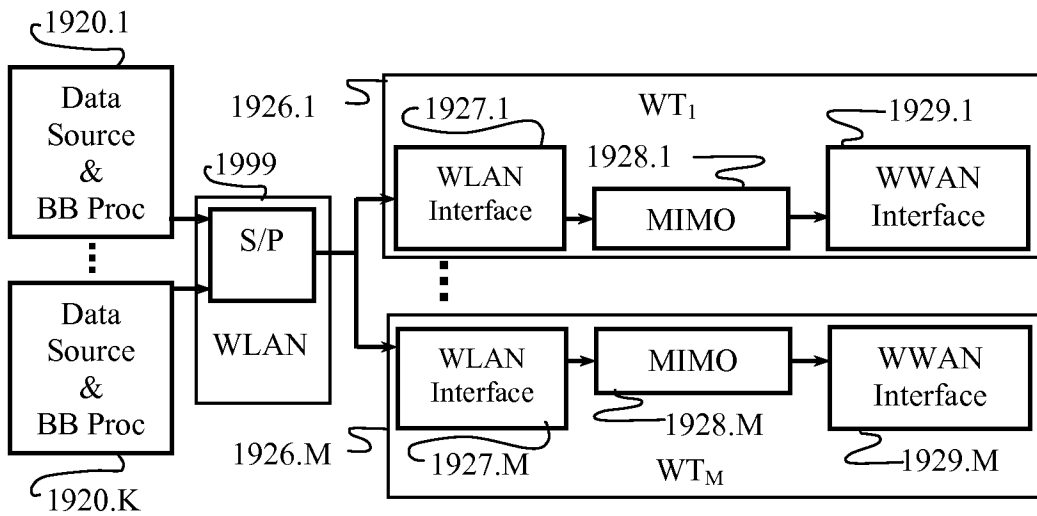 1920.1
Data
Source
&
BB Proc
1920.K
Data
Source
&
BB Proc
1999
S/P
WLAN
1926.1
WT1
1927.1
WLAN
Interface
1928.1
MIMO
1929.1
WWAN
Interface
1926.M
WTM
WLAN
Interface
1927.M
MIMO
1928.M
WWAN
Interface
1929.M